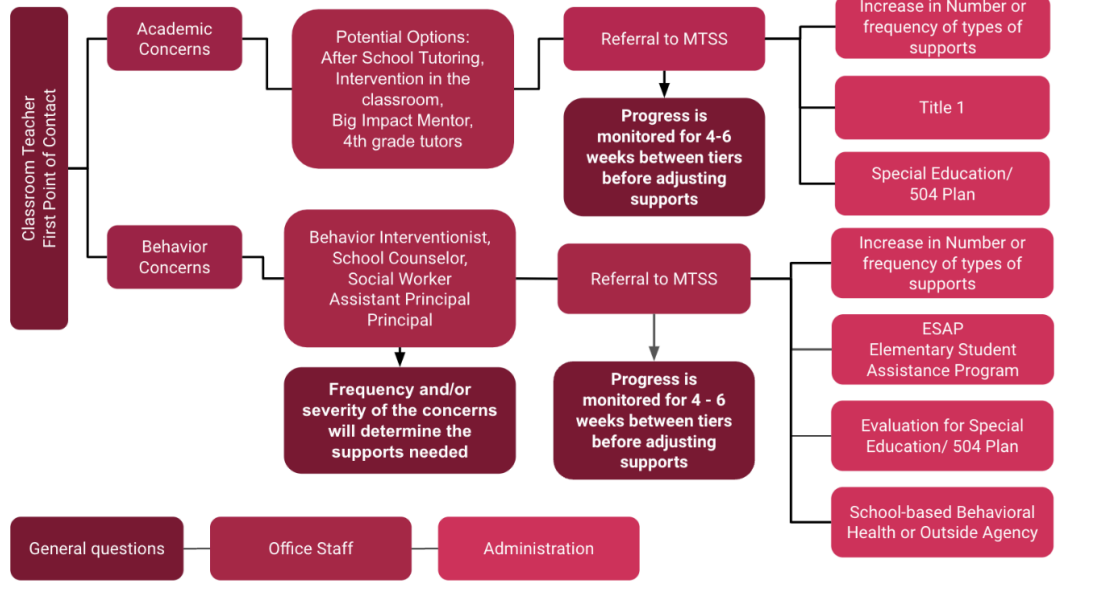 Classroom Teacher
First Point of Contact
Academic
Concerns
Potential Options:
After School Tutoring,
Intervention in the
classroom,
Big Impact Mentor,
4th grade tutors
Referral to MTSS
Progress is
monitored for 4-6
weeks between tiers
before adjusting
supports
Increase in Number or
frequency of types of
supports
Title 1
Special Education/
504 Plan
Behavior
Concerns
Behavior Interventionist,
School Counselor,
Social Worker
Assistant Principal
Principal
Frequency and/or
severity of the concerns
will determine the
supports needed
Referral to MTSS
Progress is
monitored for 4 - 6
weeks between tiers
before adjusting
supports
Increase in Number or
frequency of types of
supports
ESAP
Elementary Student
Assistance Program
Evaluation for Special
Education/ 504 Plan
School-based Behavioral
Health or Outside Agency
General questions
Office Staff
Administration